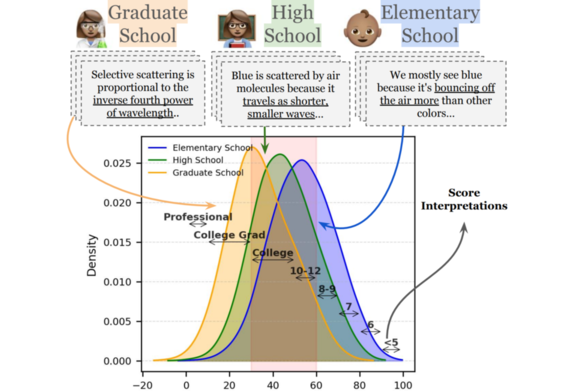 Graduate
School
High
School
Elementary
School
Selective scattering is
proportional to the
inverse fourth power
of wavelength..
Blue is scattered by air
molecules because it
travels as shorter,
smaller waves...
We mostly see blue
because it's bouncing off
the air more than other
colors...
Elementary School
High School
Graduate School
Score
Interpretations
Professional
College Grad
College
10-12
8-9
7
6
<5
Density
0.025
0.020
0.015
0.010
0.005
0.000
−20 0 20 40 60 80 100